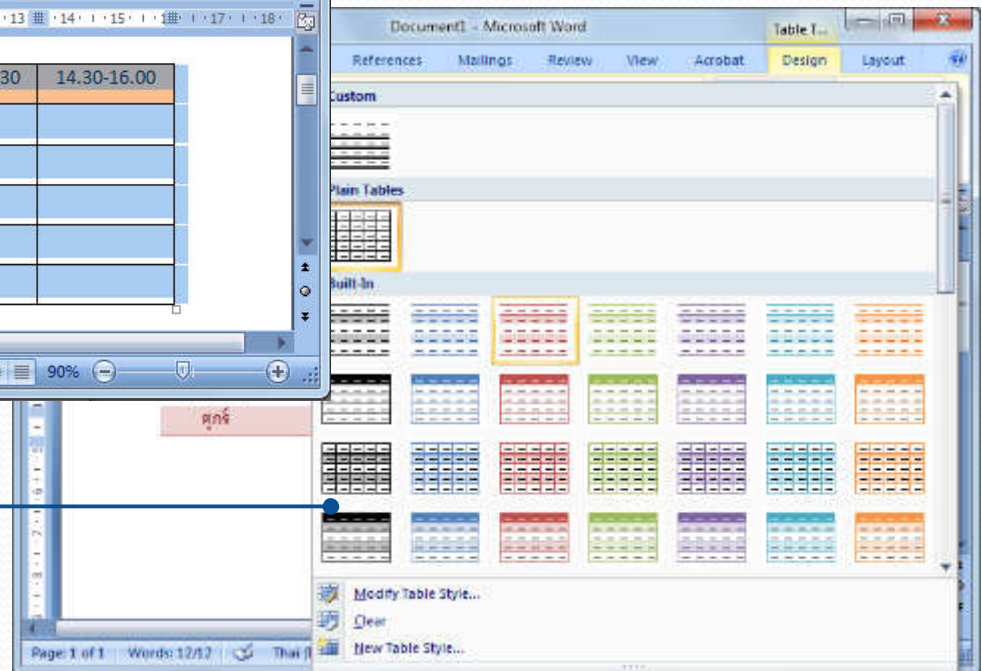 ·13 ·14· ı ·15· ı ·17· ı ·18·
30 14.30-16.00
90%
Document1 - Microsoft Word
Table T...
References Mailings Review View Acrobat Design Layout
Custom
Plain Tables
Built-In
ศุกร์
Modify Table Style...
Clear
New Table Style...
Page: 1 of 1 Words: 12/12 Thai